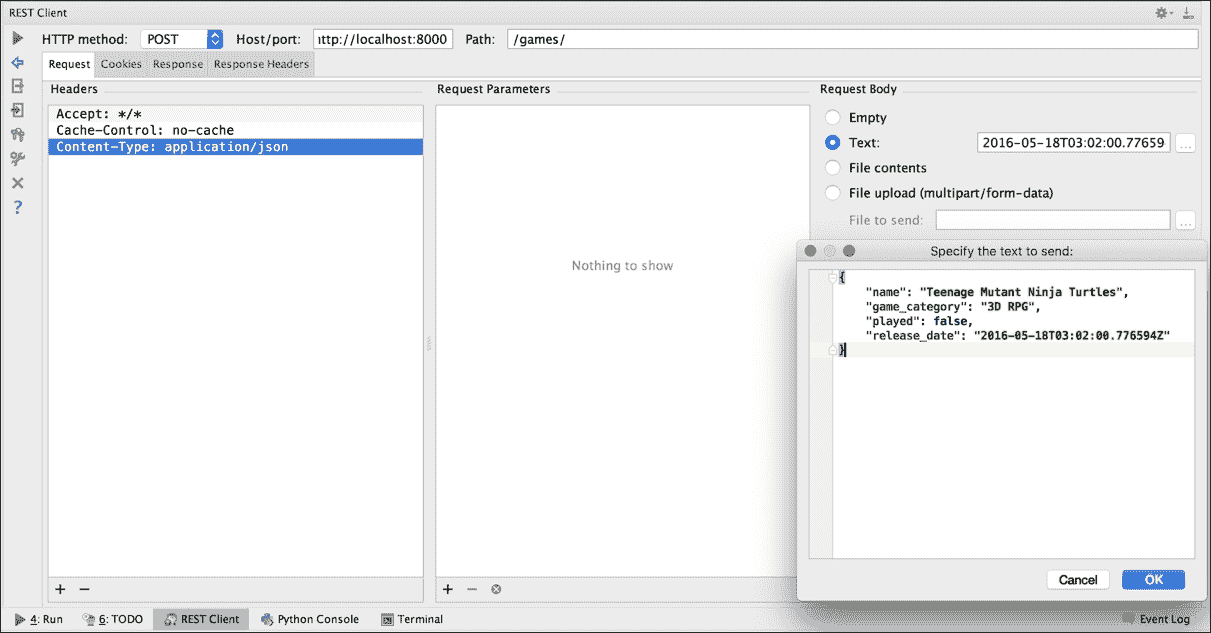 REST Client
HTTP method: POST Host/port: ttp://localhost:8000 Path: /games/
Request Cookies Response Response Headers
Headers
Accept: */*
Cache-Control: no-cache
Content-Type: application/json
Request Parameters
Nothing to show
Request Body
Empty
Text: 2016-05-18T03:02:00.77659
File contents
File upload (multipart/form-data)
File to send:
Specify the text to send:
{
"name": "Teenage Mutant Ninja Turtles",
"game_category": "3D RPG",
"played": false,
"release_date": "2016-05-18T03:02:00.776594Z"
}
Cancel OK
4: Run 6: TODO REST Client Python Console Terminal Event Log